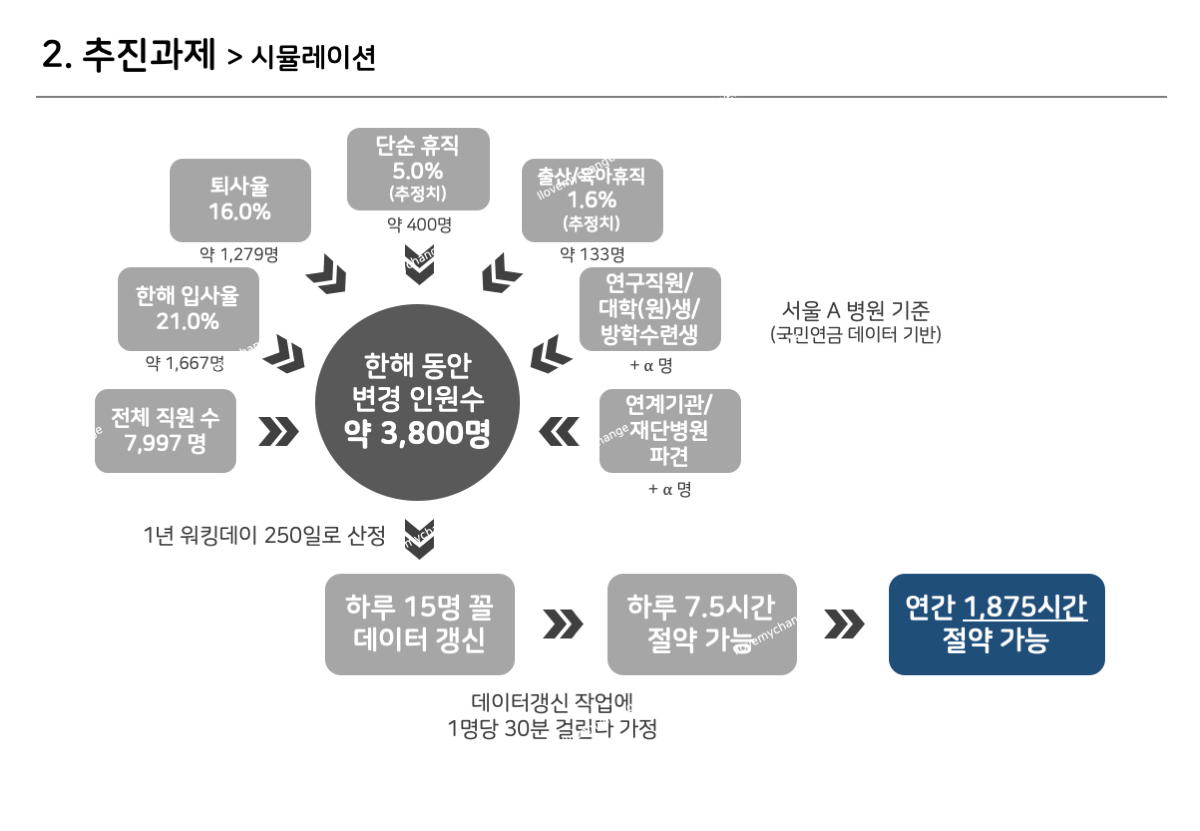 2. 추진과제 > 시뮬레이션
단순 휴직
5.0%
(추정치)
약 400명
퇴사율
16.0%
약 1,279명
출산/육아휴직
1.6%
(추정치)
약 133명
한해 입사율
21.0%
약 1,667명
연구직원/
대학(원)생/
방학수련생
+ α 명
서울 A 병원 기준
(국민연금 데이터 기반)
전체 직원 수
7,997 명
한해 동안
변경 인원수
약 3,800명
연계기관/
재단병원
파견
+ α 명
1년 워킹데이 250일로 산정
하루 15명 꼴
데이터 갱신
하루 7.5시간
절약 가능
연간 1,875시간
절약 가능
데이터갱신 작업에
1명당 30분 걸린다 가정
ilovemychange